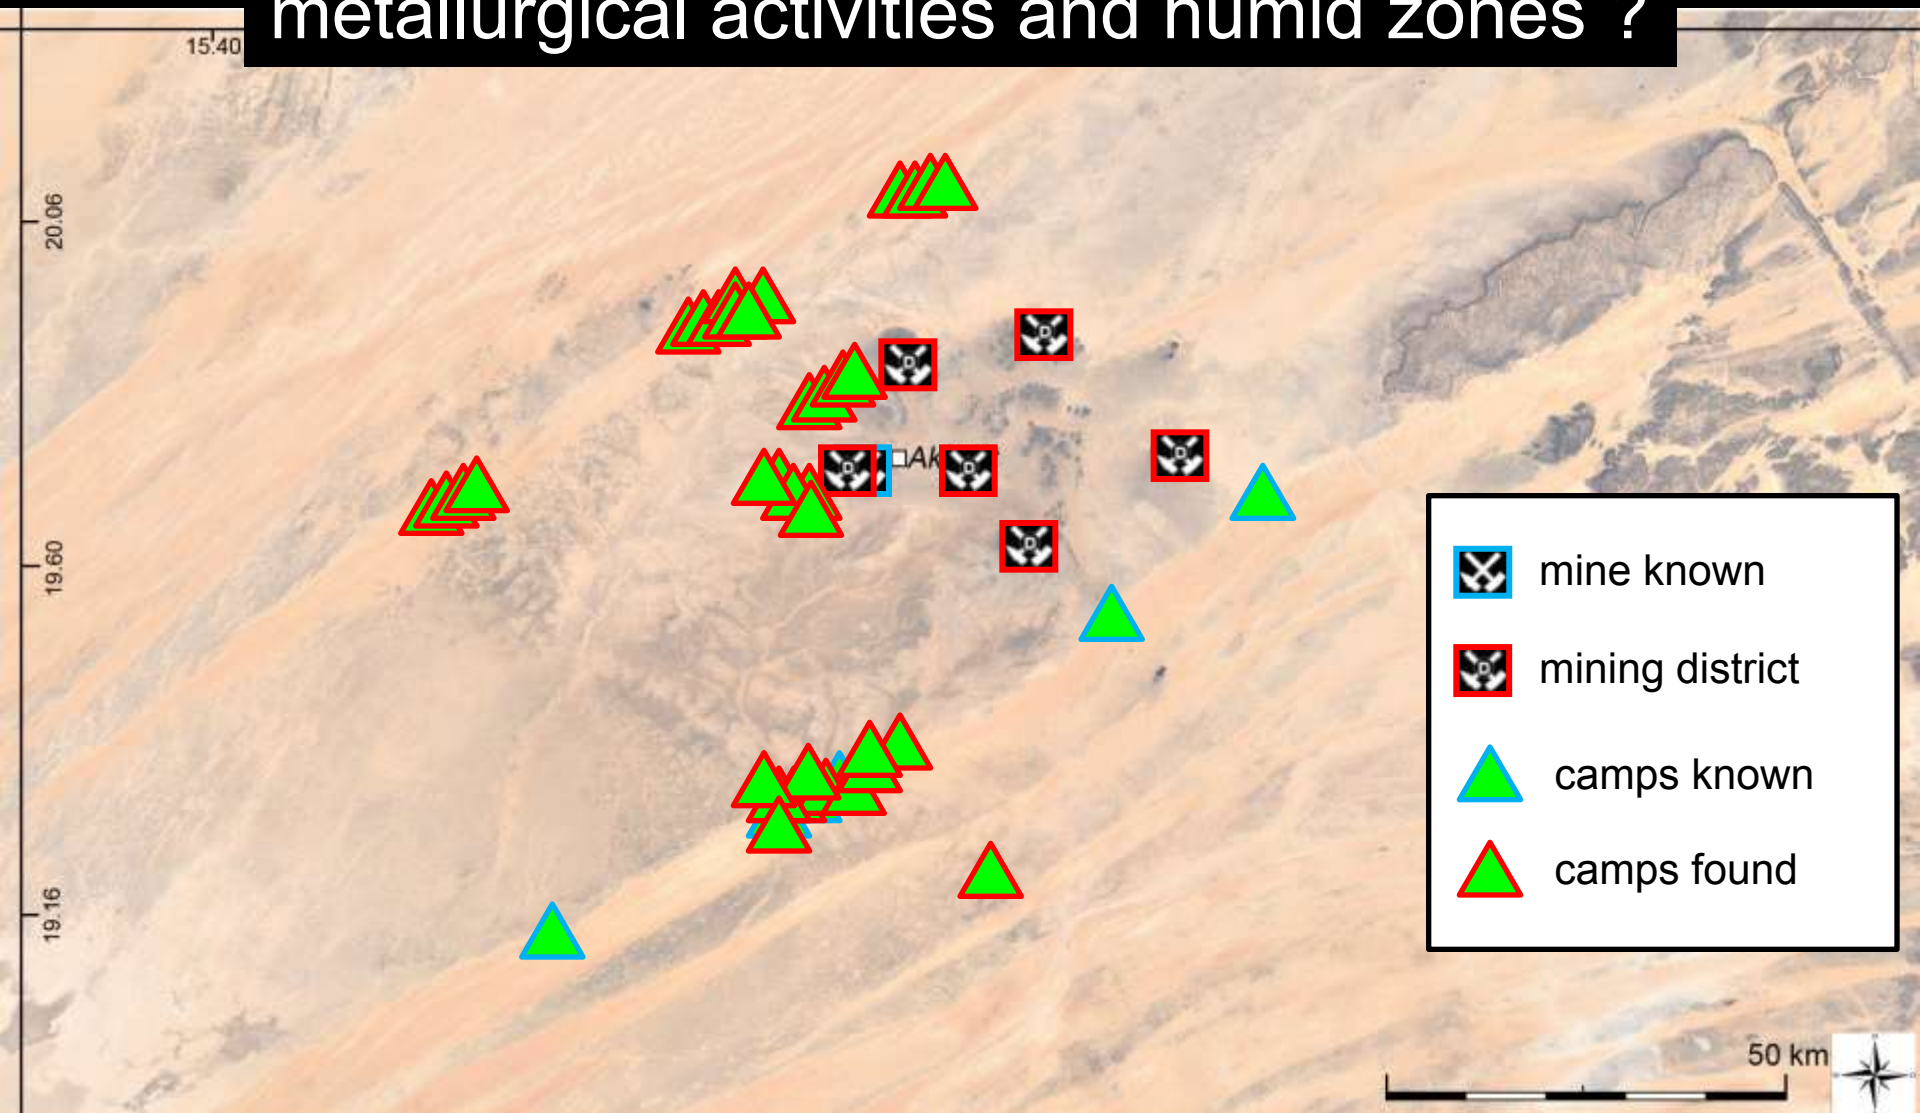 metallurgical activities and humid zones ?
15.40
20.06
19.60
19.16
mine known
mining district
camps known
camps found
50 km